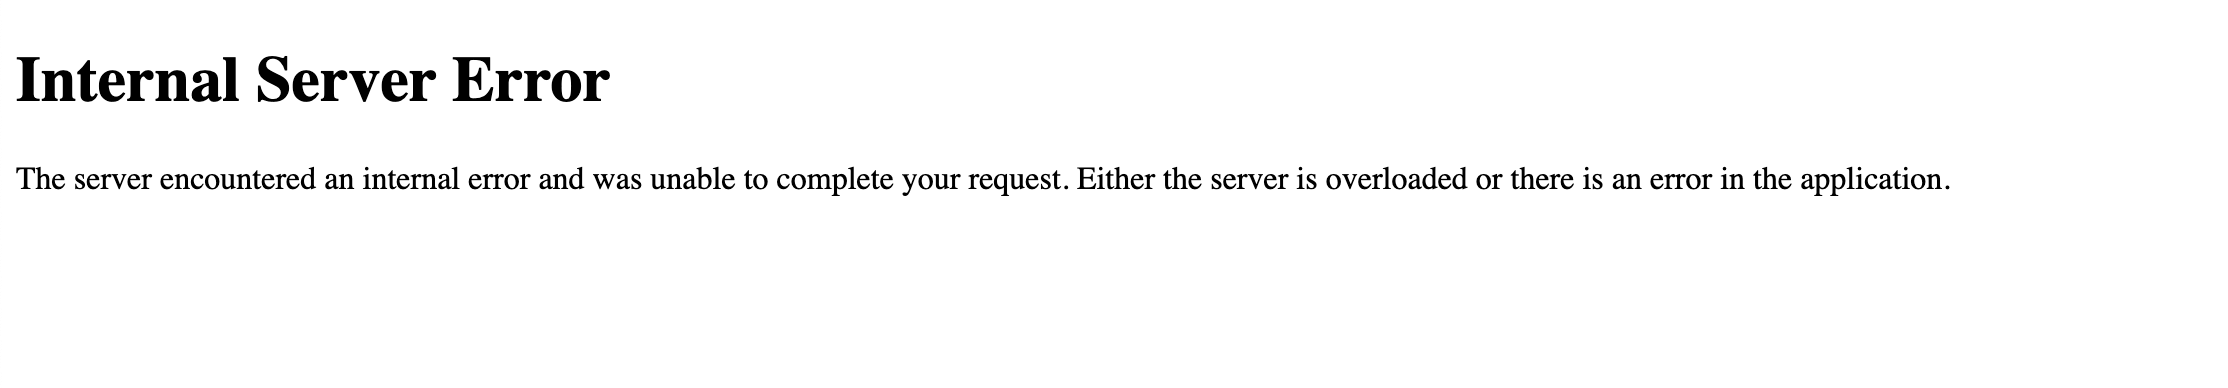 Internal Server Error
The server encountered an internal error and was unable to complete your request. Either the server is overloaded or there is an error in the application.